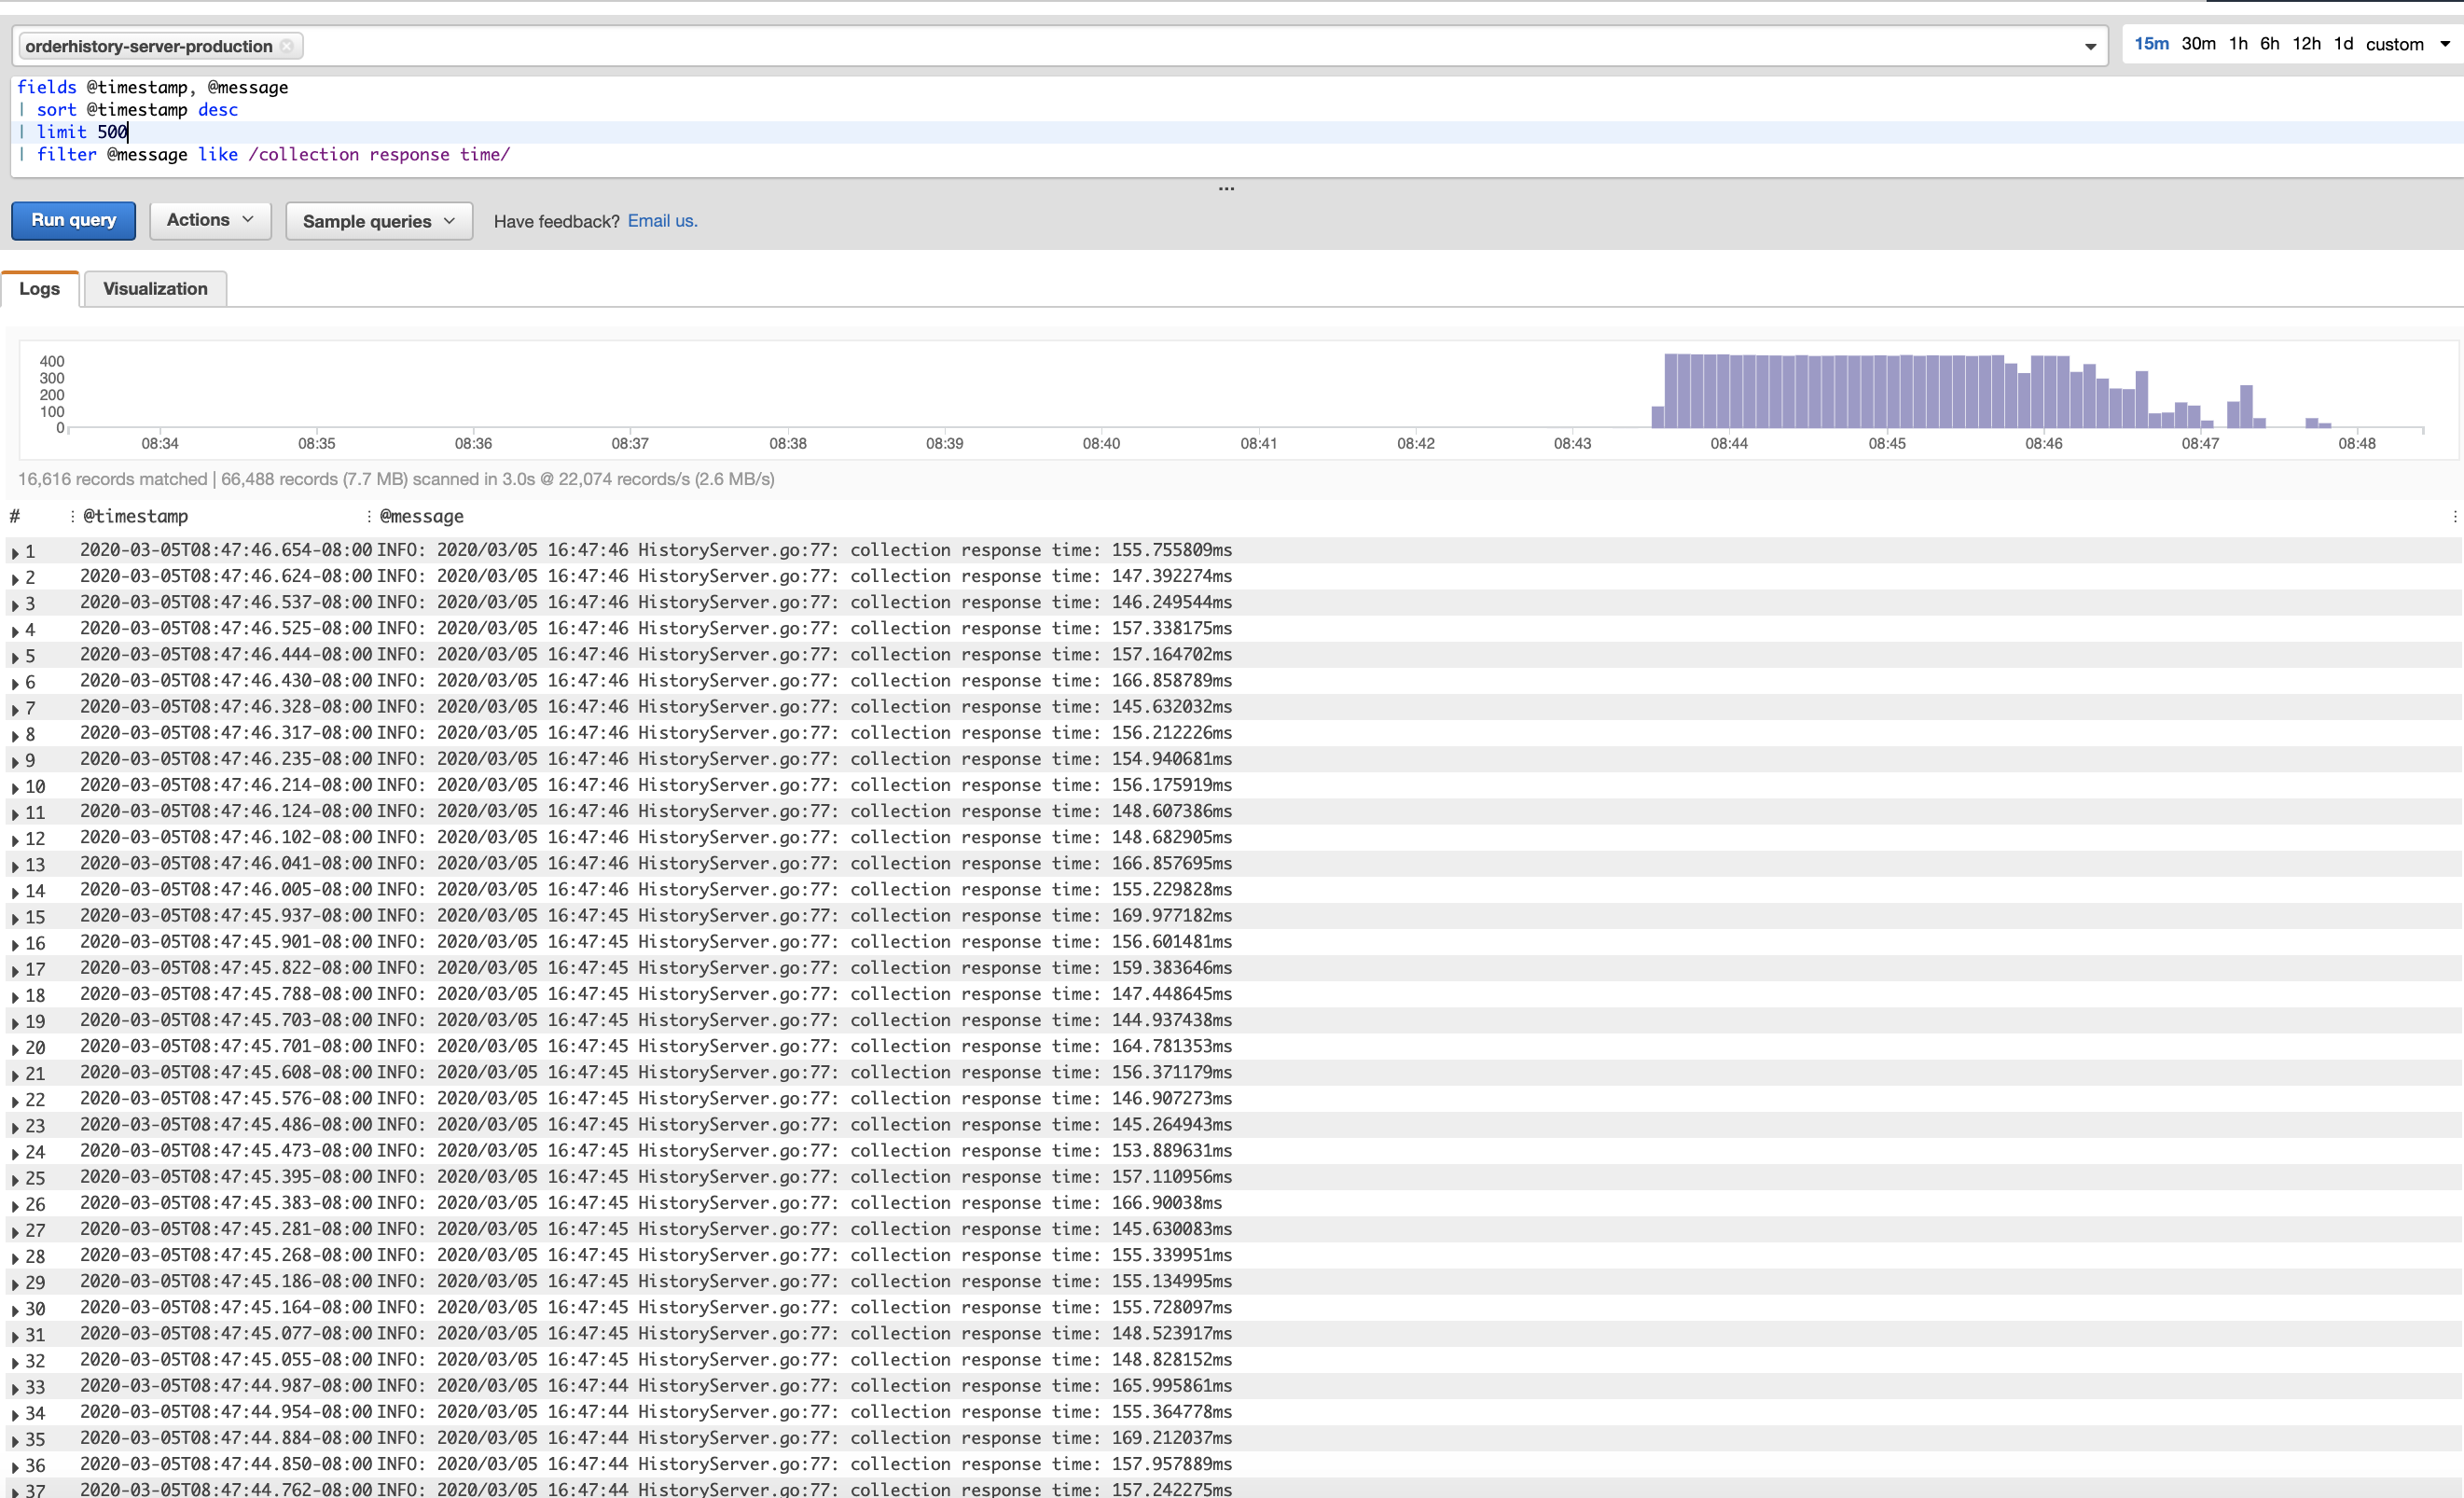 orderhistory-server-production
15m 30m 1h 6h 12h 1d custom
fields @timestamp, @message
| sort @timestamp desc
| limit 500
| filter @message like /collection response time/
...
Run query Actions Sample queries Have feedback? Email us.
Logs Visualization
400
300
200
100
0
08:34 08:35 08:36 08:37 08:38 08:39 08:40 08:41 08:42 08:43 08:44 08:45 08:46 08:47 08:48
16,616 records matched | 66,488 records (7.7 MB) scanned in 3.0s @ 22,074 records/s (2.6 MB/s)
# @timestamp @message
1 2020-03-05T08:47:46.654-08:00 INFO: 2020/03/05 16:47:46 HistoryServer.go:77: collection response time: 155.755809ms
2 2020-03-05T08:47:46.624-08:00 INFO: 2020/03/05 16:47:46 HistoryServer.go:77: collection response time: 147.392274ms
3 2020-03-05T08:47:46.537-08:00 INFO: 2020/03/05 16:47:46 HistoryServer.go:77: collection response time: 146.249544ms
4 2020-03-05T08:47:46.525-08:00 INFO: 2020/03/05 16:47:46 HistoryServer.go:77: collection response time: 157.338175ms
5 2020-03-05T08:47:46.444-08:00 INFO: 2020/03/05 16:47:46 HistoryServer.go:77: collection response time: 157.164702ms
6 2020-03-05T08:47:46.430-08:00 INFO: 2020/03/05 16:47:46 HistoryServer.go:77: collection response time: 166.858789ms
7 2020-03-05T08:47:46.328-08:00 INFO: 2020/03/05 16:47:46 HistoryServer.go:77: collection response time: 145.632032ms
8 2020-03-05T08:47:46.317-08:00 INFO: 2020/03/05 16:47:46 HistoryServer.go:77: collection response time: 156.212226ms
9 2020-03-05T08:47:46.235-08:00 INFO: 2020/03/05 16:47:46 HistoryServer.go:77: collection response time: 154.940681ms
10 2020-03-05T08:47:46.214-08:00 INFO: 2020/03/05 16:47:46 HistoryServer.go:77: collection response time: 156.175919ms
11 2020-03-05T08:47:46.124-08:00 INFO: 2020/03/05 16:47:46 HistoryServer.go:77: collection response time: 148.607386ms
12 2020-03-05T08:47:46.102-08:00 INFO: 2020/03/05 16:47:46 HistoryServer.go:77: collection response time: 148.682905ms
13 2020-03-05T08:47:46.041-08:00 INFO: 2020/03/05 16:47:46 HistoryServer.go:77: collection response time: 166.857695ms
14 2020-03-05T08:47:46.005-08:00 INFO: 2020/03/05 16:47:46 HistoryServer.go:77: collection response time: 155.229828ms
15 2020-03-05T08:47:45.937-08:00 INFO: 2020/03/05 16:47:45 HistoryServer.go:77: collection response time: 169.977182ms
16 2020-03-05T08:47:45.901-08:00 INFO: 2020/03/05 16:47:45 HistoryServer.go:77: collection response time: 156.601481ms
17 2020-03-05T08:47:45.822-08:00 INFO: 2020/03/05 16:47:45 HistoryServer.go:77: collection response time: 159.383646ms
18 2020-03-05T08:47:45.788-08:00 INFO: 2020/03/05 16:47:45 HistoryServer.go:77: collection response time: 147.448645ms
19 2020-03-05T08:47:45.703-08:00 INFO: 2020/03/05 16:47:45 HistoryServer.go:77: collection response time: 144.937438ms
20 2020-03-05T08:47:45.701-08:00 INFO: 2020/03/05 16:47:45 HistoryServer.go:77: collection response time: 164.781353ms
21 2020-03-05T08:47:45.608-08:00 INFO: 2020/03/05 16:47:45 HistoryServer.go:77: collection response time: 156.371179ms
22 2020-03-05T08:47:45.576-08:00 INFO: 2020/03/05 16:47:45 HistoryServer.go:77: collection response time: 146.907273ms
23 2020-03-05T08:47:45.486-08:00 INFO: 2020/03/05 16:47:45 HistoryServer.go:77: collection response time: 145.264943ms
24 2020-03-05T08:47:45.473-08:00 INFO: 2020/03/05 16:47:45 HistoryServer.go:77: collection response time: 153.889631ms
25 2020-03-05T08:47:45.395-08:00 INFO: 2020/03/05 16:47:45 HistoryServer.go:77: collection response time: 157.110956ms
26 2020-03-05T08:47:45.383-08:00 INFO: 2020/03/05 16:47:45 HistoryServer.go:77: collection response time: 166.90038ms
27 2020-03-05T08:47:45.281-08:00 INFO: 2020/03/05 16:47:45 HistoryServer.go:77: collection response time: 145.630083ms
28 2020-03-05T08:47:45.268-08:00 INFO: 2020/03/05 16:47:45 HistoryServer.go:77: collection response time: 155.339951ms
29 2020-03-05T08:47:45.186-08:00 INFO: 2020/03/05 16:47:45 HistoryServer.go:77: collection response time: 155.134995ms
30 2020-03-05T08:47:45.164-08:00 INFO: 2020/03/05 16:47:45 HistoryServer.go:77: collection response time: 155.728097ms
31 2020-03-05T08:47:45.077-08:00 INFO: 2020/03/05 16:47:45 HistoryServer.go:77: collection response time: 148.523917ms
32 2020-03-05T08:47:45.055-08:00 INFO: 2020/03/05 16:47:45 HistoryServer.go:77: collection response time: 148.828152ms
33 2020-03-05T08:47:44.987-08:00 INFO: 2020/03/05 16:47:44 HistoryServer.go:77: collection response time: 165.995861ms
34 2020-03-05T08:47:44.954-08:00 INFO: 2020/03/05 16:47:44 HistoryServer.go:77: collection response time: 155.364778ms
35 2020-03-05T08:47:44.884-08:00 INFO: 2020/03/05 16:47:44 HistoryServer.go:77: collection response time: 169.212037ms
36 2020-03-05T08:47:44.850-08:00 INFO: 2020/03/05 16:47:44 HistoryServer.go:77: collection response time: 157.957889ms
37 2020-03-05T08:47:44.762-08:00 INFO: 2020/03/05 16:47:44 HistoryServer.go:77: collection response time: 157.242275ms